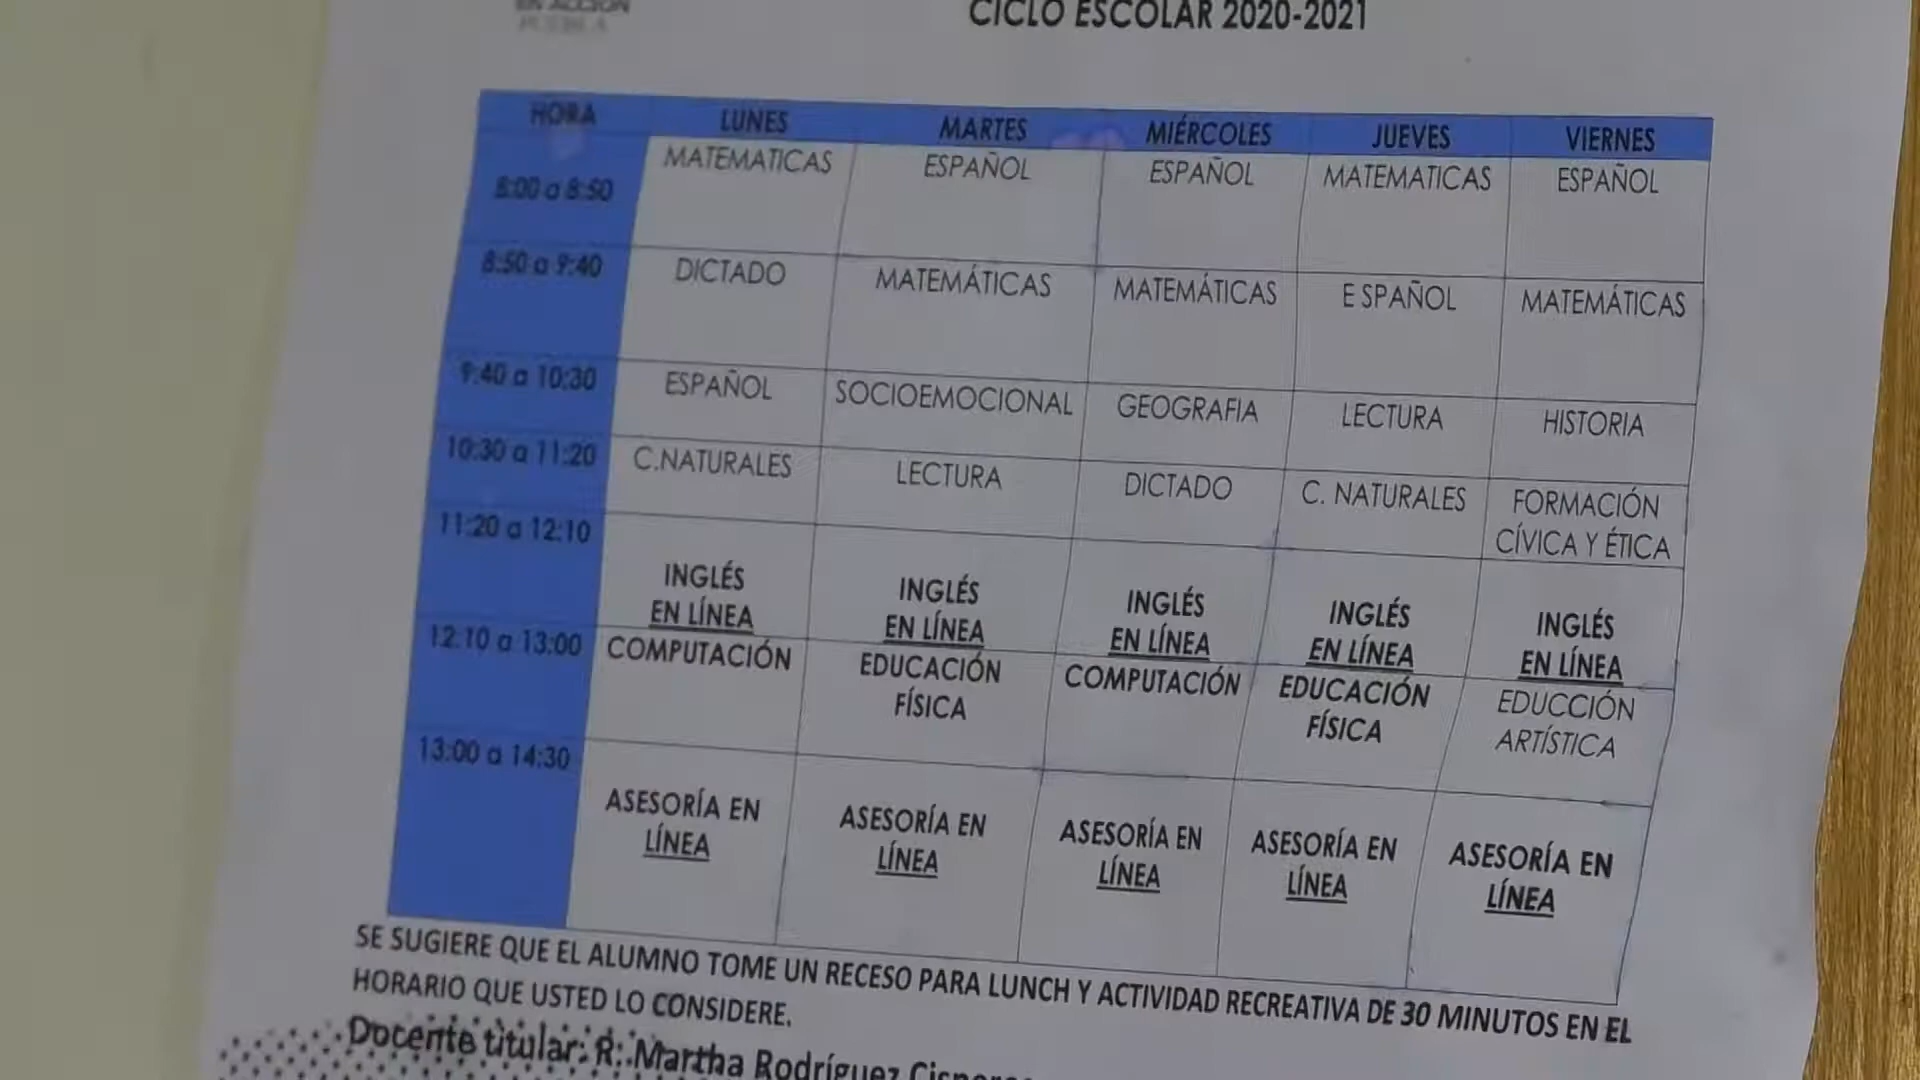 EN ACCIÓN
PUEBLA
CICLO ESCOLAR 2020-2021
HORA LUNES MARTES MIÉRCOLES JUEVES VIERNES
8:00 a 8:50 MATEMATICAS ESPAÑOL ESPAÑOL MATEMATICAS ESPAÑOL
8:50 a 9:40 DICTADO MATEMÁTICAS MATEMÁTICAS E SPAÑOL MATEMÁTICAS
9:40 a 10:30 ESPAÑOL SOCIOEMOCIONAL GEOGRAFIA LECTURA HISTORIA
10:30 a 11:20 C.NATURALES LECTURA DICTADO C. NATURALES FORMACIÓN
CÍVICA Y ÉTICA
11:20 a 12:10
INGLÉS INGLÉS INGLÉS INGLÉS INGLÉS
EN LÍNEA EN LÍNEA EN LÍNEA EN LÍNEA EN LÍNEA
12:10 a 13:00 COMPUTACIÓN EDUCACIÓN COMPUTACIÓN EDUCACIÓN EDUCCIÓN
FÍSICA FÍSICA ARTÍSTICA
13:00 a 14:30
ASESORÍA EN ASESORÍA EN ASESORÍA EN ASESORÍA EN ASESORÍA EN
LÍNEA LÍNEA LÍNEA LÍNEA LÍNEA
SE SUGIERE QUE EL ALUMNO TOME UN RECESO PARA LUNCH Y ACTIVIDAD RECREATIVA DE 30 MINUTOS EN EL
HORARIO QUE USTED LO CONSIDERE.
Docente titular: R. Martha Rodríguez